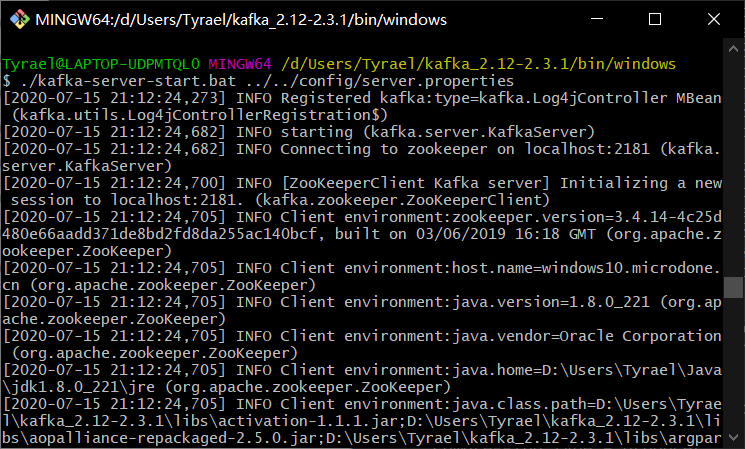 MINGW64:/d/Users/Tyrael/kafka_2.12-2.3.1/bin/windows
Tyrael@LAPTOP-UDPMTQL0 MINGW64 /d/Users/Tyrael/kafka_2.12-2.3.1/bin/windows
$ ./kafka-server-start.bat ../../config/server.properties
[2020-07-15 21:12:24,273] INFO Registered kafka:type=kafka.Log4jController MBean
(kafka.utils.Log4jControllerRegistration$)
[2020-07-15 21:12:24,682] INFO starting (kafka.server.KafkaServer)
[2020-07-15 21:12:24,682] INFO Connecting to zookeeper on localhost:2181 (kafka.
server.KafkaServer)
[2020-07-15 21:12:24,700] INFO [ZooKeeperClient Kafka server] Initializing a new
session to localhost:2181. (kafka.zookeeper.ZooKeeperClient)
[2020-07-15 21:12:24,705] INFO Client environment:zookeeper.version=3.4.14-4c25d
480e66aadd371de8bd2fd8da255ac140bcf, built on 03/06/2019 16:18 GMT (org.apache.z
ookeeper.ZooKeeper)
[2020-07-15 21:12:24,705] INFO Client environment:host.name=windows10.microdone.
cn (org.apache.zookeeper.ZooKeeper)
[2020-07-15 21:12:24,705] INFO Client environment:java.version=1.8.0_221 (org.ap
ache.zookeeper.ZooKeeper)
[2020-07-15 21:12:24,705] INFO Client environment:java.vendor=Oracle Corporation
(org.apache.zookeeper.ZooKeeper)
[2020-07-15 21:12:24,705] INFO Client environment:java.home=D:\Users\Tyrael\Java
\jdk1.8.0_221\jre (org.apache.zookeeper.ZooKeeper)
[2020-07-15 21:12:24,705] INFO Client environment:java.class.path=D:\Users\Tyrae
l\kafka_2.12-2.3.1\libs\activation-1.1.1.jar;D:\Users\Tyrael\kafka_2.12-2.3.1\li
bs\aopalliance-repackaged-2.5.0.jar;D:\Users\Tyrael\kafka_2.12-2.3.1\libs\argpar